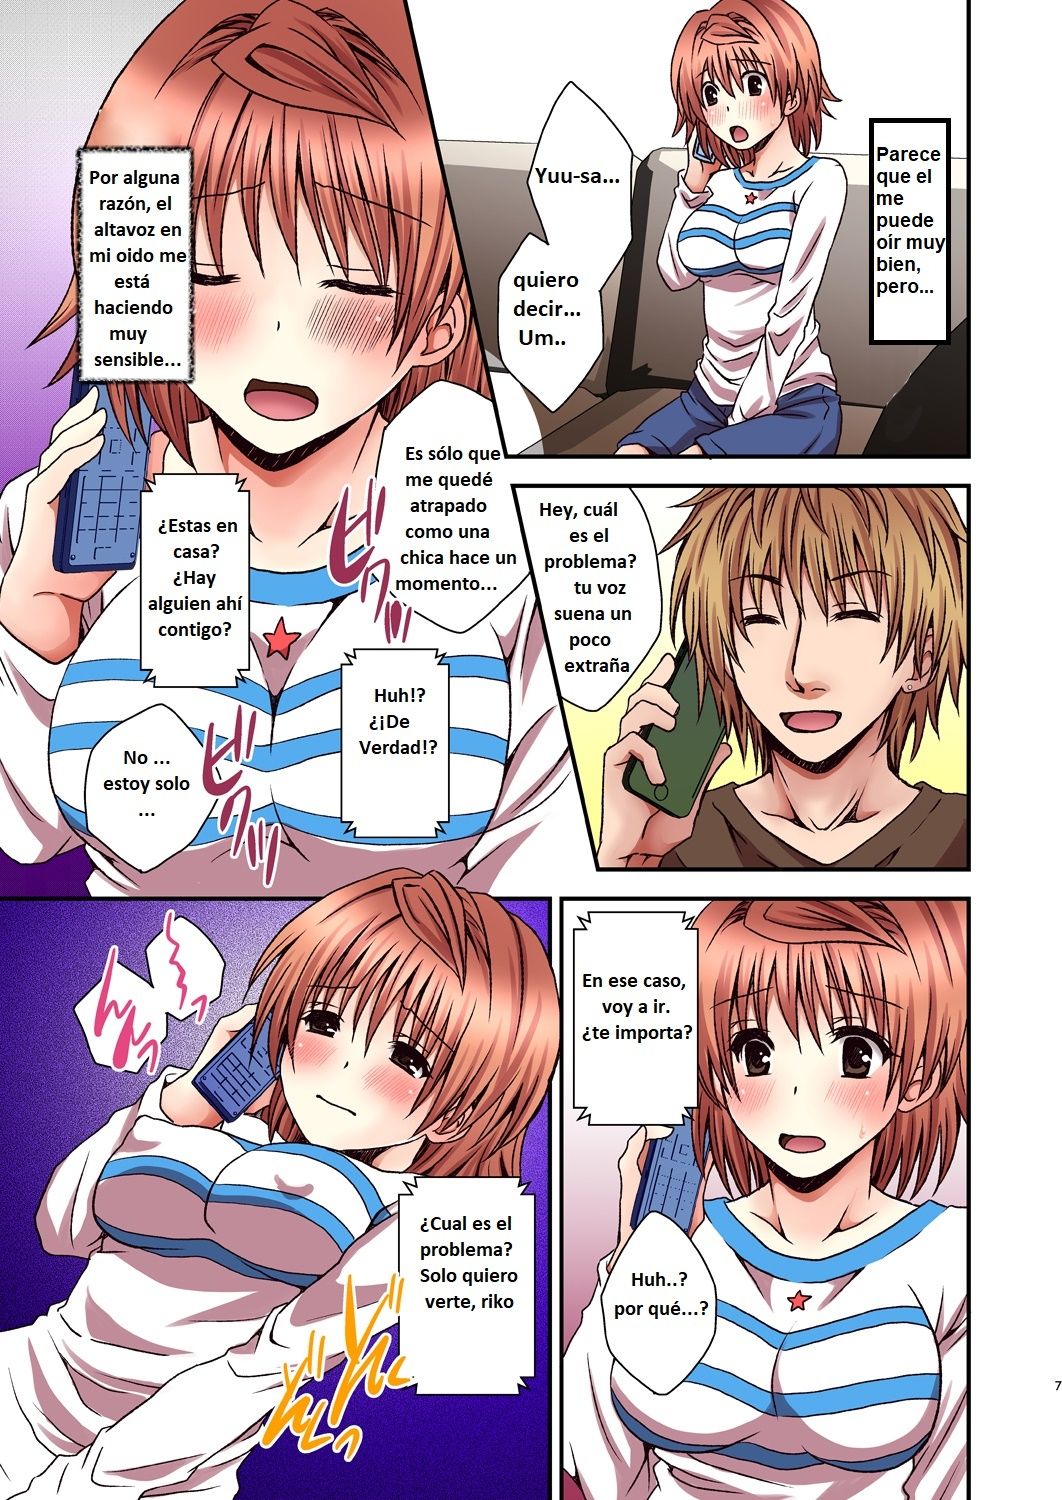 Parece
que el
me
puede
oír muy
bien,
pero...
Yuu-sa...
quiero
decir...
Um..
Por alguna
razón, el
altavoz en
mi oido me
está
haciendo
muy
sensible...
Hey, cuál
es el
problema?
tu voz
suena un
poco
extraña
Es sólo que
me quedé
atrapado
como una
chica hace un
momento...
Huh!?
¿¡De
Verdad!?
¿Estas en
casa?
¿Hay
alguien ahí
contigo?
No ...
estoy solo
...
En ese caso,
voy a ir.
¿te importa?
Huh..?
por qué...?
¿Cual es el
problema?
Solo quiero
verte, riko
7